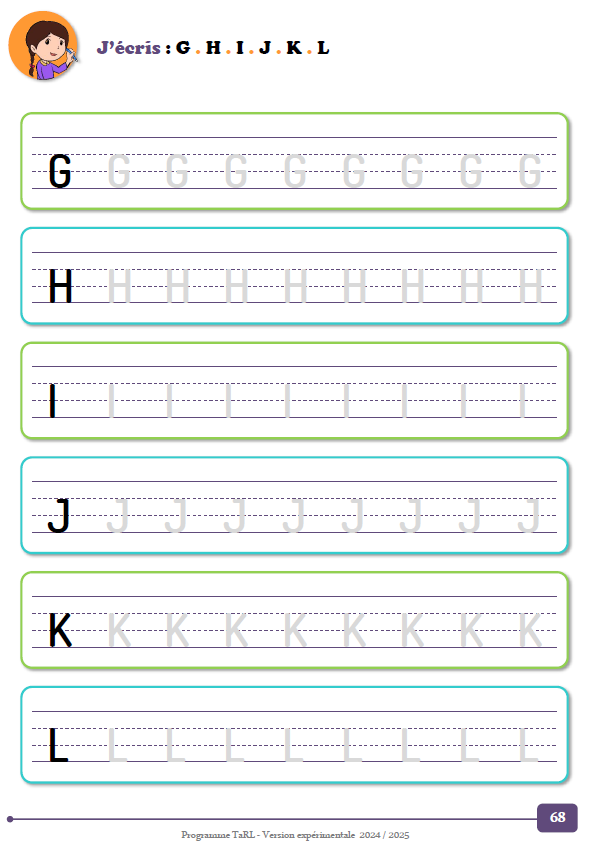 J'écris : G . H . I . J . K . L
G G G G G G G G G
H H H H H H H H H
I I I I I I I I I
J J J J J J J J J
K K K K K K K K K
L L L L L L L L L
68
Programme TaRL - Version expérimentale 2024 / 2025